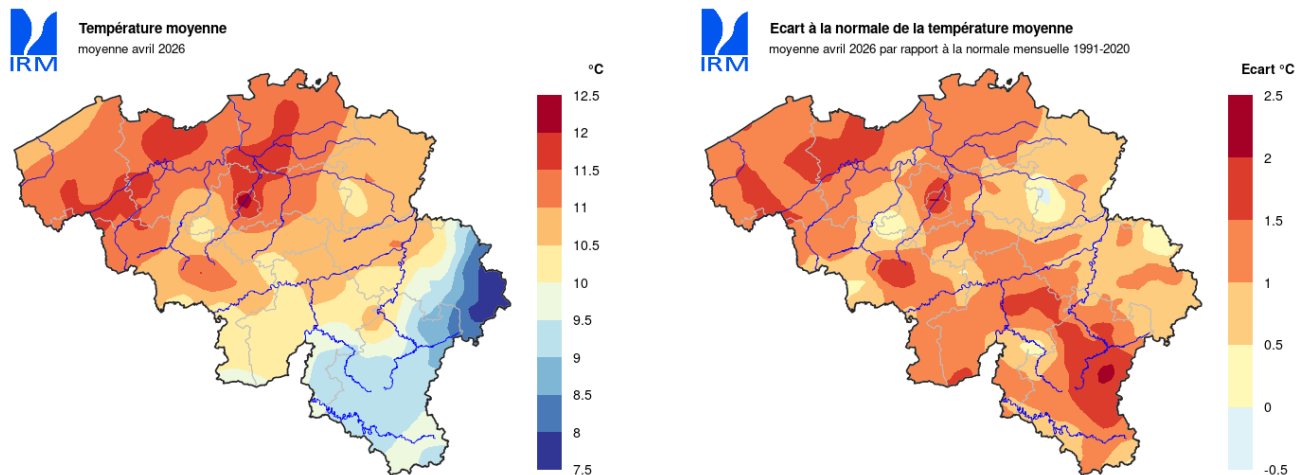 IRM
Température moyenne
moyenne avril 2026
°C
12.5
12
11.5
11
10.5
10
9.5
9
8.5
8
7.5
IRM
Ecart à la normale de la température moyenne
moyenne avril 2026 par rapport à la normale mensuelle 1991-2020
Ecart °C
2.5
2
1.5
1
0.5
0
-0.5